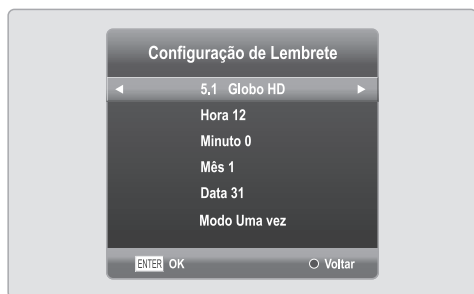 Configuração de Lembrete
5.1 Globo HD
Hora 12
Minuto 0
Mês 1
Data 31
Modo Uma vez
ENTER OK Voltar